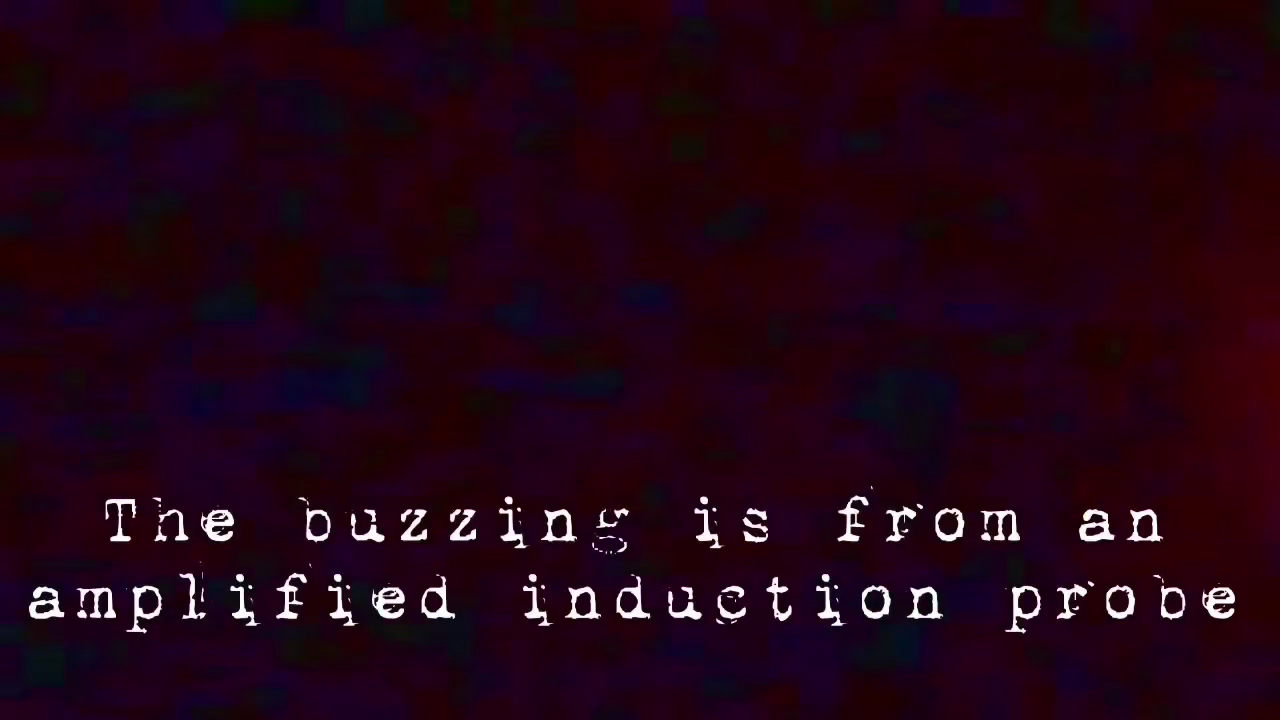 The buzzing is from an
amplified induction probe